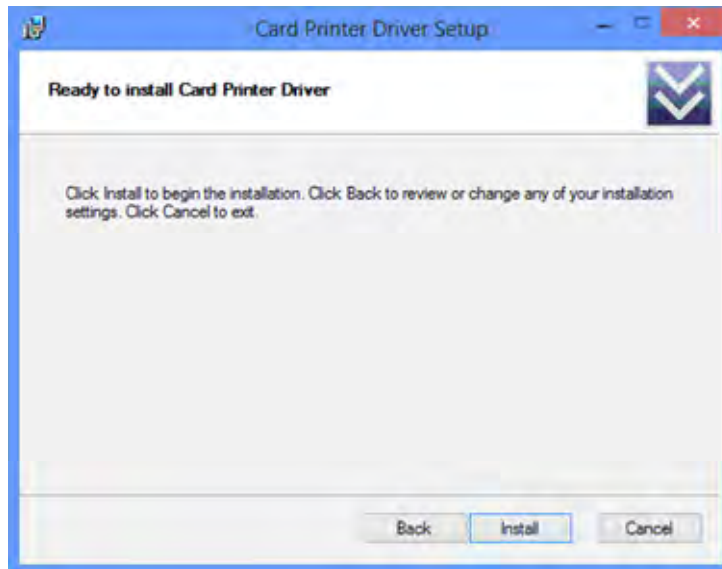 Card Printer Driver Setup
Ready to install Card Printer Driver
Click Install to begin the installation. Click Back to review or change any of your installation
settings. Click Cancel to exit.
Back Install Cancel